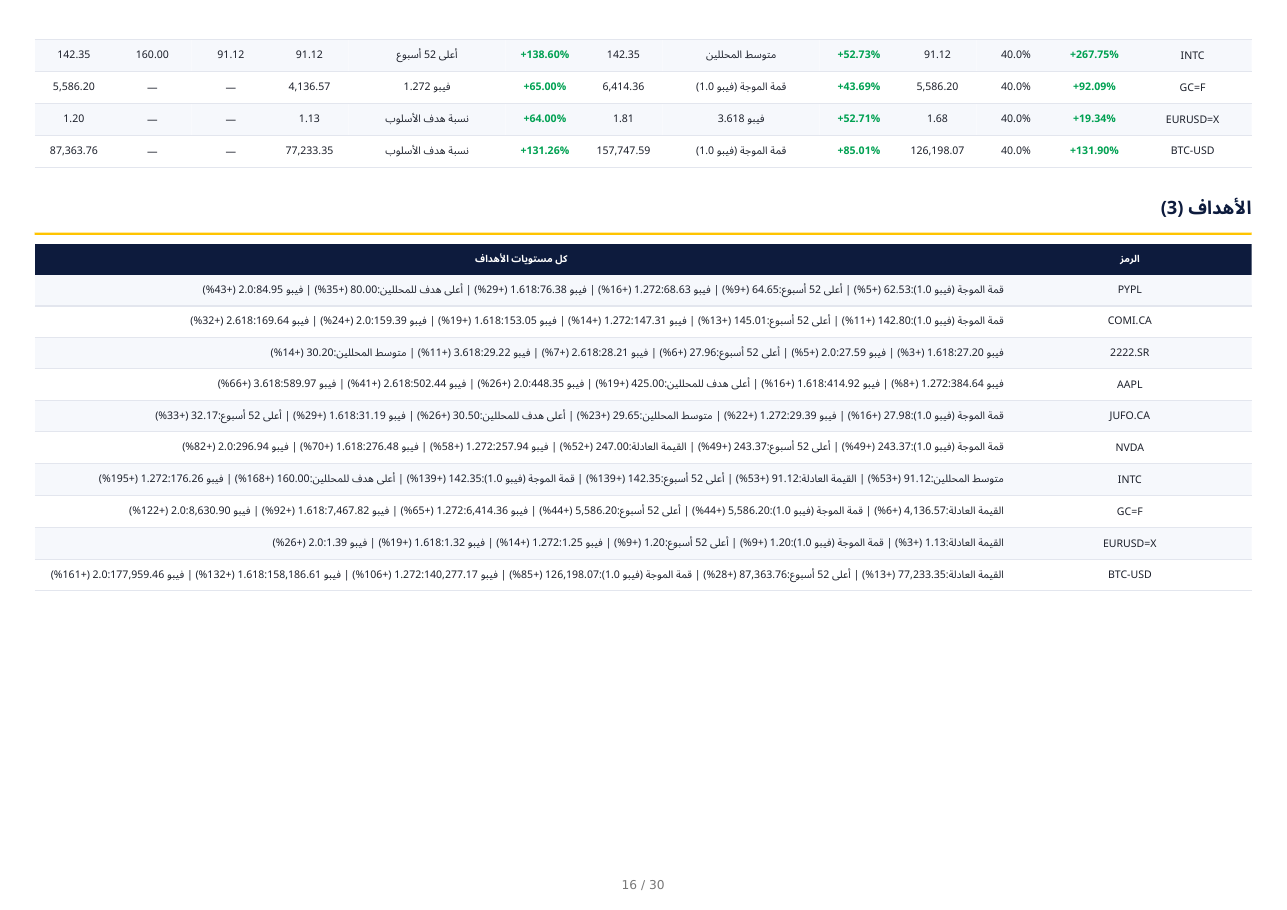 INTC +267.75% 40.0% 91.12 +52.73% متوسط المحللين 142.35 +138.60% أعلى 52 أسبوع 91.12 91.12 160.00 142.35
GC=F +92.09% 40.0% 5,586.20 +43.69% قمة الموجة (فيبو 1.0) 6,414.36 +65.00% فيبو 1.272 4,136.57 — — 5,586.20
EURUSD=X +19.34% 40.0% 1.68 +52.71% فيبو 3.618 1.81 +64.00% نسبة هدف الأسلوب 1.13 — — 1.20
BTC-USD +131.90% 40.0% 126,198.07 +85.01% قمة الموجة (فيبو 1.0) 157,747.59 +131.26% نسبة هدف الأسلوب 77,233.35 — — 87,363.76
الأهداف (3)
الرمز كل مستويات الأهداف
PYPL قمة الموجة (فيبو 1.0):62.53 (+5%) | أعلى 52 أسبوع:64.65 (+9%) | فيبو 1.272:68.63 (+16%) | فيبو 1.618:76.38 (+29%) | أعلى هدف للمحللين:80.00 (+35%) | فيبو 2.0:84.95 (+43%)
COMI.CA قمة الموجة (فيبو 1.0):142.80 (+11%) | أعلى 52 أسبوع:145.01 (+13%) | فيبو 1.272:147.31 (+14%) | فيبو 1.618:153.05 (+19%) | فيبو 2.0:159.39 (+24%) | فيبو 2.618:169.64 (+32%)
2222.SR فيبو 1.618:27.20 (+3%) | فيبو 2.0:27.59 (+5%) | أعلى 52 أسبوع:27.96 (+6%) | فيبو 2.618:28.21 (+7%) | فيبو 3.618:29.22 (+11%) | متوسط المحللين:30.20 (+14%)
AAPL فيبو 1.272:384.64 (+8%) | فيبو 1.618:414.92 (+16%) | أعلى هدف للمحللين:425.00 (+19%) | فيبو 2.0:448.35 (+26%) | فيبو 2.618:502.44 (+41%) | فيبو 3.618:589.97 (+66%)
JUFO.CA قمة الموجة (فيبو 1.0):27.98 (+16%) | فيبو 1.272:29.39 (+22%) | متوسط المحللين:29.65 (+23%) | أعلى هدف للمحللين:30.50 (+26%) | فيبو 1.618:31.19 (+29%) | أعلى 52 أسبوع:32.17 (+33%)
NVDA قمة الموجة (فيبو 1.0):243.37 (+49%) | أعلى 52 أسبوع:243.37 (+49%) | القيمة العادلة:247.00 (+52%) | فيبو 1.272:257.94 (+58%) | فيبو 1.618:276.48 (+70%) | فيبو 2.0:296.94 (+82%)
INTC متوسط المحللين:91.12 (+53%) | القيمة العادلة:91.12 (+53%) | أعلى 52 أسبوع:142.35 (+139%) | قمة الموجة (فيبو 1.0):142.35 (+139%) | أعلى هدف للمحللين:160.00 (+168%) | فيبو 1.272:176.26 (+195%)
GC=F القيمة العادلة:4,136.57 (+6%) | قمة الموجة (فيبو 1.0):5,586.20 (+44%) | أعلى 52 أسبوع:5,586.20 (+44%) | فيبو 1.272:6,414.36 (+65%) | فيبو 1.618:7,467.82 (+92%) | فيبو 2.0:8,630.90 (+122%)
EURUSD=X القيمة العادلة:1.13 (+3%) | قمة الموجة (فيبو 1.0):1.20 (+9%) | أعلى 52 أسبوع:1.20 (+9%) | فيبو 1.272:1.25 (+14%) | فيبو 1.618:1.32 (+19%) | فيبو 2.0:1.39 (+26%)
BTC-USD القيمة العادلة:77,233.35 (+13%) | أعلى 52 أسبوع:87,363.76 (+28%) | قمة الموجة (فيبو 1.0):126,198.07 (+85%) | فيبو 1.272:140,277.17 (+106%) | فيبو 1.618:158,186.61 (+132%) | فيبو 2.0:177,959.46 (+161%)
16 / 30